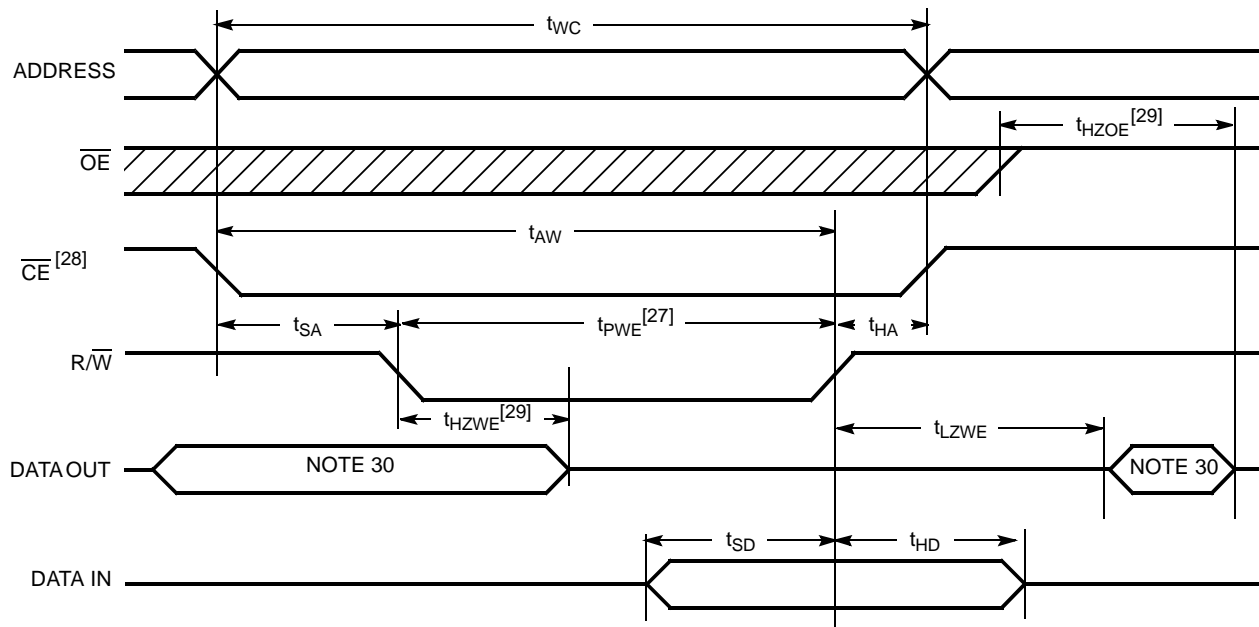 tWC
ADDRESS
tHZOE[29]
OE
tAW
CE [28]
tSA
tPWE[27]
tHA
R/W
tHZWE[29]
tLZWE
DATA OUT
NOTE 30
NOTE 30
tSD
tHD
DATA IN